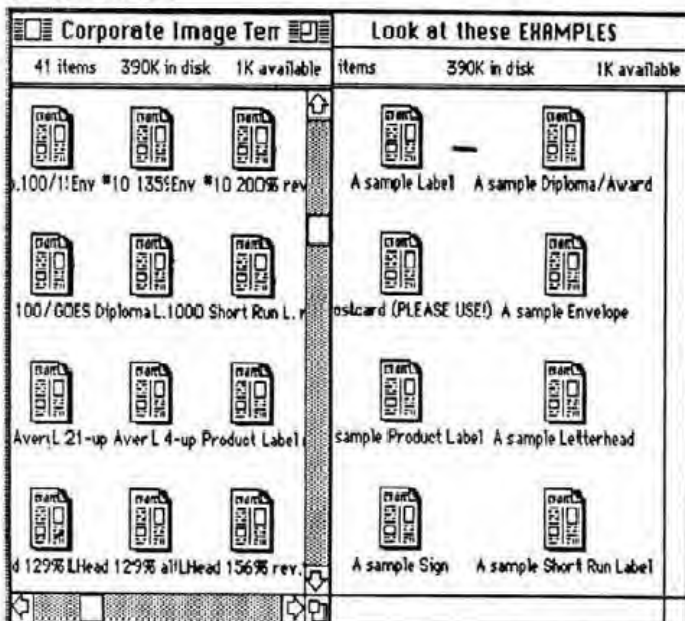 Corporate Image Terr
41 items 390K in disk 1K available
.100/1! Env #10 135% Env #10 200% rev
100/ GOES Diploma L.1000 Short Run L.
Avery L 21-up Aver L 4-up Product Label
d 129% LHead 129% alt LHead 156% rev.
Look at these EXAMPLES
items 390K in disk 1K available
A sample Label A sample Diploma/Award
ostcard (PLEASE USE!) A sample Envelope
sample Product Label A sample Letterhead
A sample Sign A sample Short Run Label